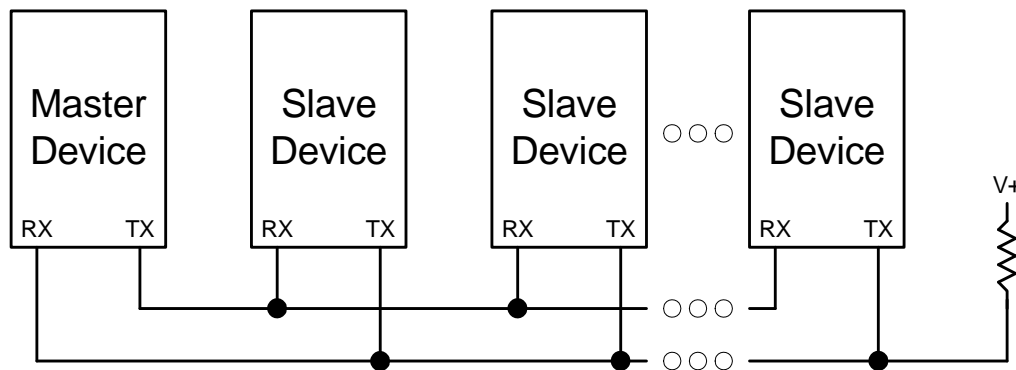 Master
Device
Slave
Device
Slave
Device
Slave
Device
V+
RX TX
RX TX
RX TX
RX TX